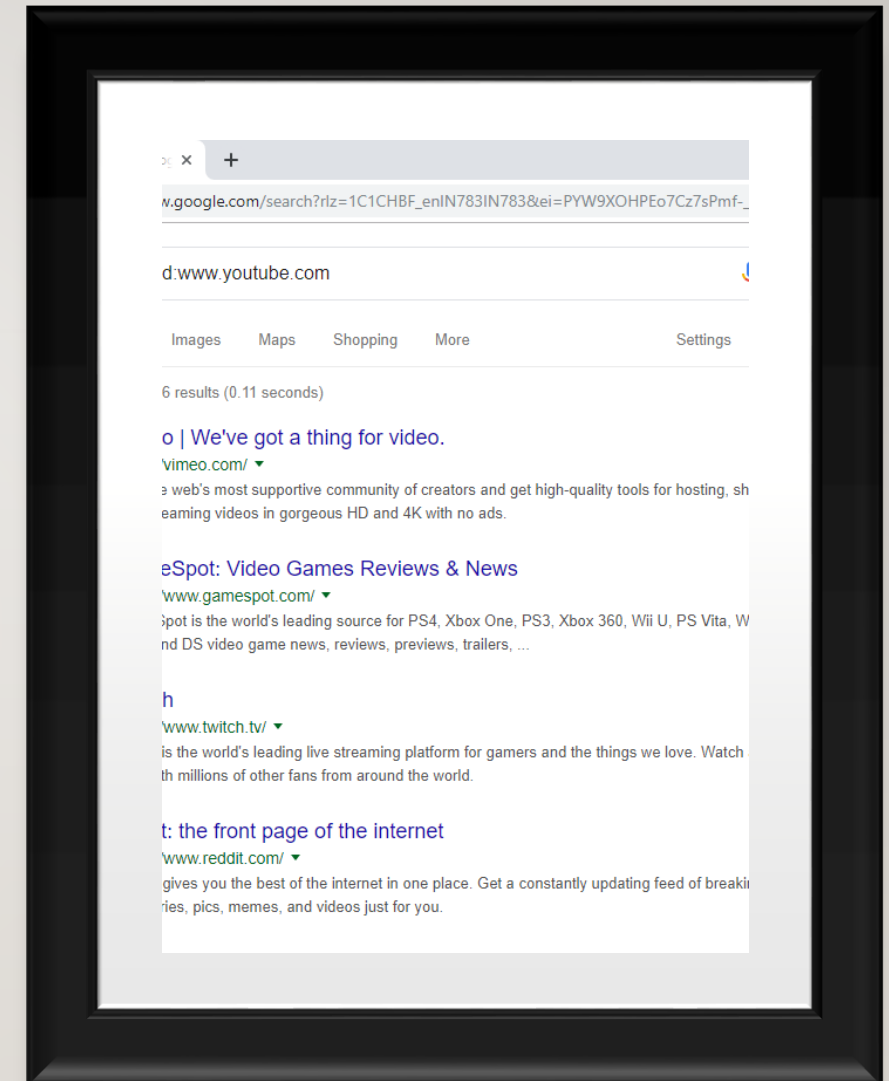 +
w.google.com/search?rlz=1C1CHBF_enIN783IN783&ei=PYW9XOHPEo7Cz7sPmf-_
d:www.youtube.com
Images Maps Shopping More Settings
6 results (0.11 seconds)
o | We've got a thing for video.
/vimeo.com/
e web's most supportive community of creators and get high-quality tools for hosting, sh
eaming videos in gorgeous HD and 4K with no ads.
eSpot: Video Games Reviews & News
/www.gamespot.com/
Spot is the world's leading source for PS4, Xbox One, PS3, Xbox 360, Wii U, PS Vita, W
nd DS video game news, reviews, previews, trailers, ...
h
/www.twitch.tv/
is the world's leading live streaming platform for gamers and the things we love. Watch
th millions of other fans from around the world.
t: the front page of the internet
/www.reddit.com/
gives you the best of the internet in one place. Get a constantly updating feed of breaki
ries, pics, memes, and videos just for you.